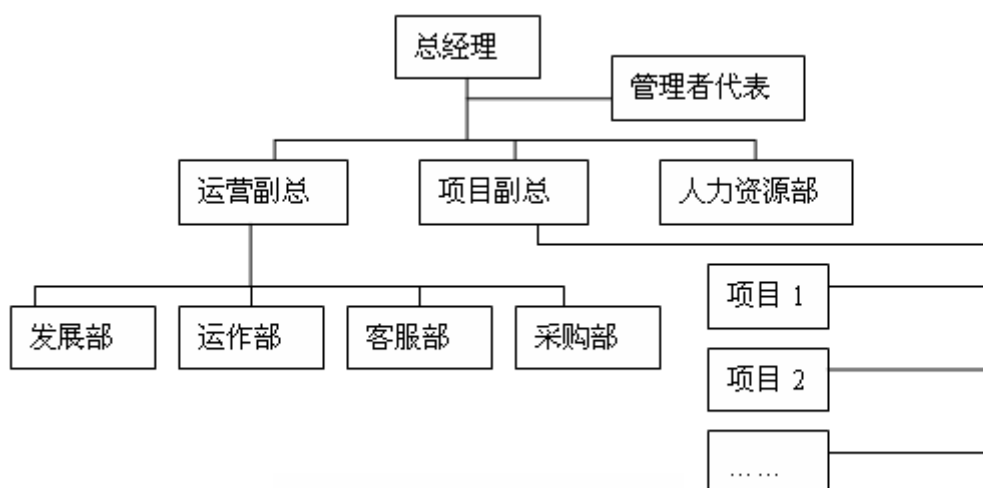 总经理
管理者代表
运营副总
项目副总
人力资源部
项目 1
发展部
运作部
客服部
采购部
项目 2
……